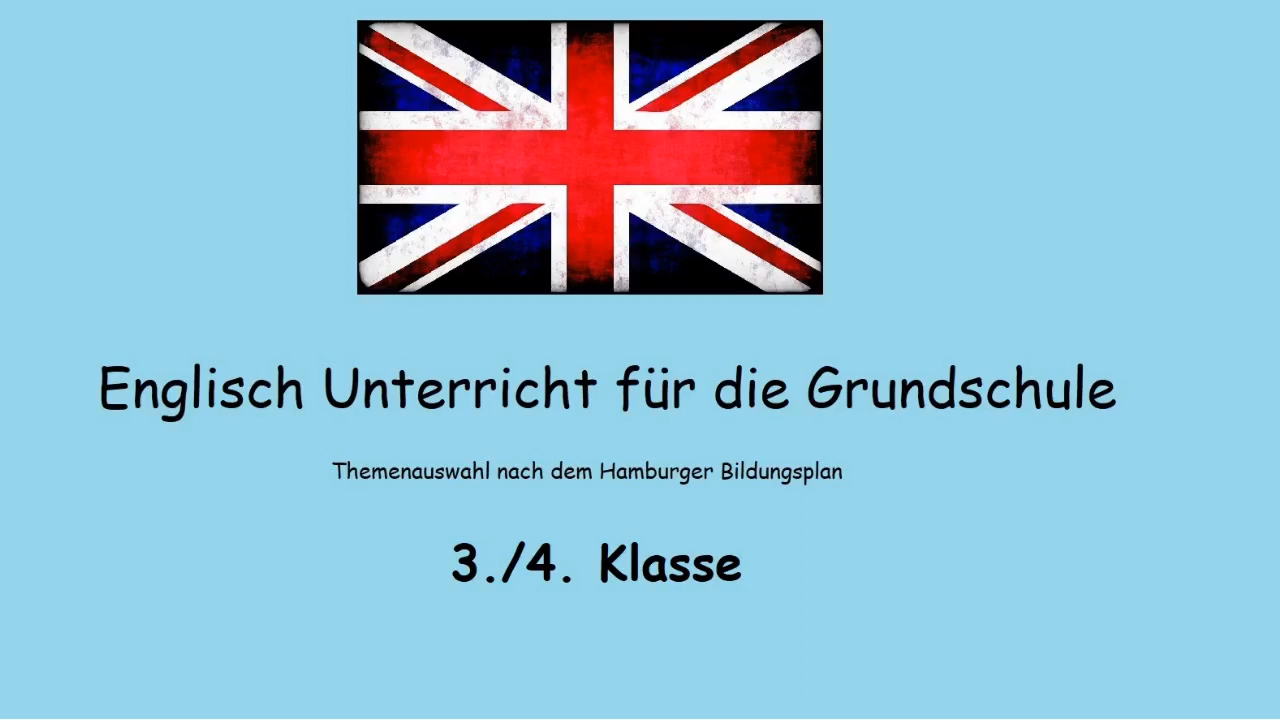 Englisch Unterricht für die Grundschule
Themenauswahl nach dem Hamburger Bildungsplan
3./4. Klasse